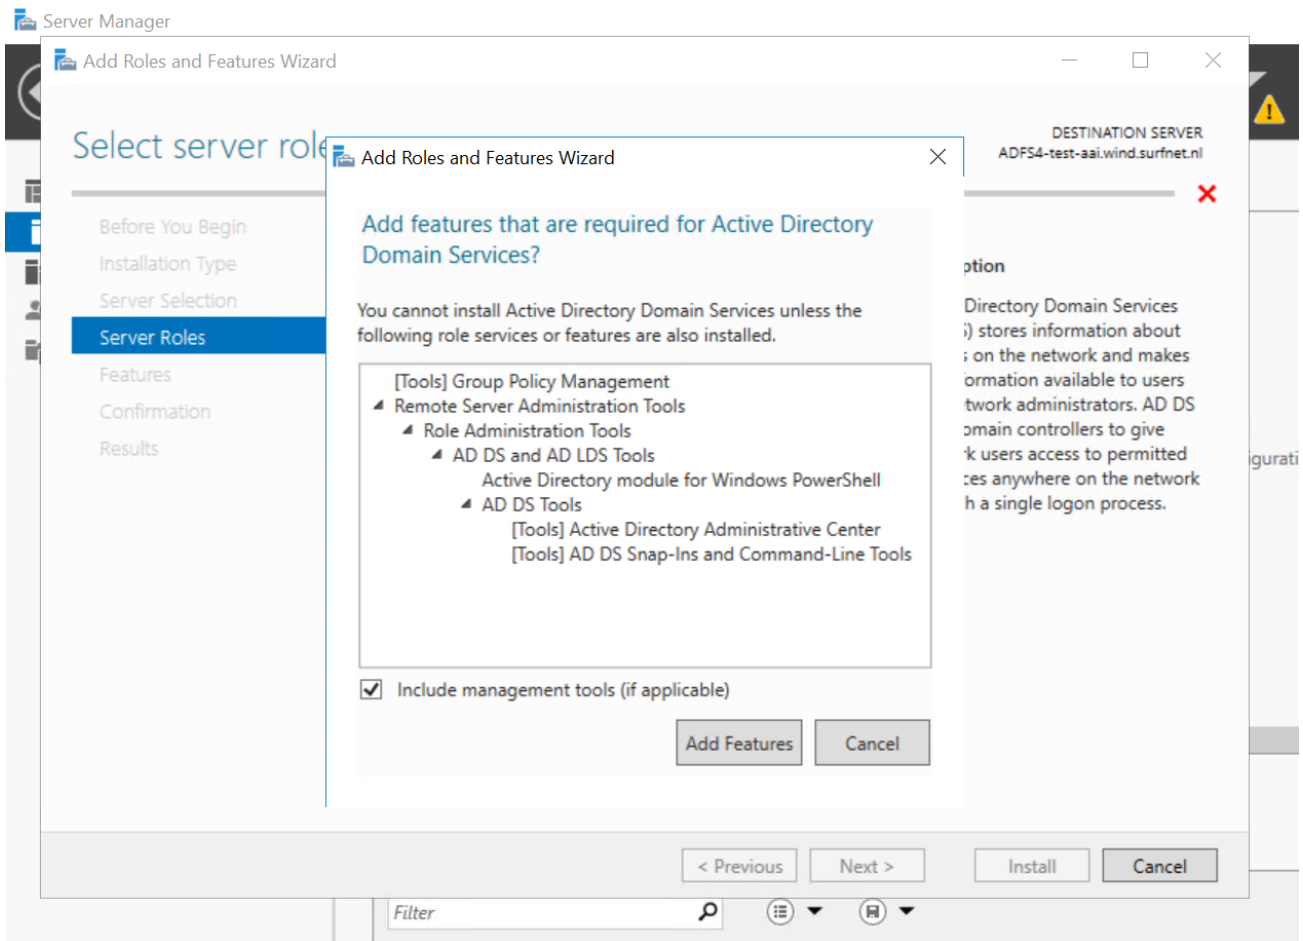 Server Manager
Add Roles and Features Wizard
Select server role
DESTINATION SERVER
ADFS4-test-aai.wind.surfnet.nl
Before You Begin
Installation Type
Server Selection
Server Roles
Features
Confirmation
Results
Add Roles and Features Wizard
Add features that are required for Active Directory
Domain Services?
You cannot install Active Directory Domain Services unless the
following role services or features are also installed.
[Tools] Group Policy Management
Remote Server Administration Tools
Role Administration Tools
AD DS and AD LDS Tools
Active Directory module for Windows PowerShell
AD DS Tools
[Tools] Active Directory Administrative Center
[Tools] AD DS Snap-Ins and Command-Line Tools
Include management tools (if applicable)
Add Features
Cancel
ption
Directory Domain Services
) stores information about
s on the network and makes
ormation available to users
twork administrators. AD DS
omain controllers to give
rk users access to permitted
ces anywhere on the network
h a single logon process.
igurati
< Previous
Next >
Install
Cancel
Filter